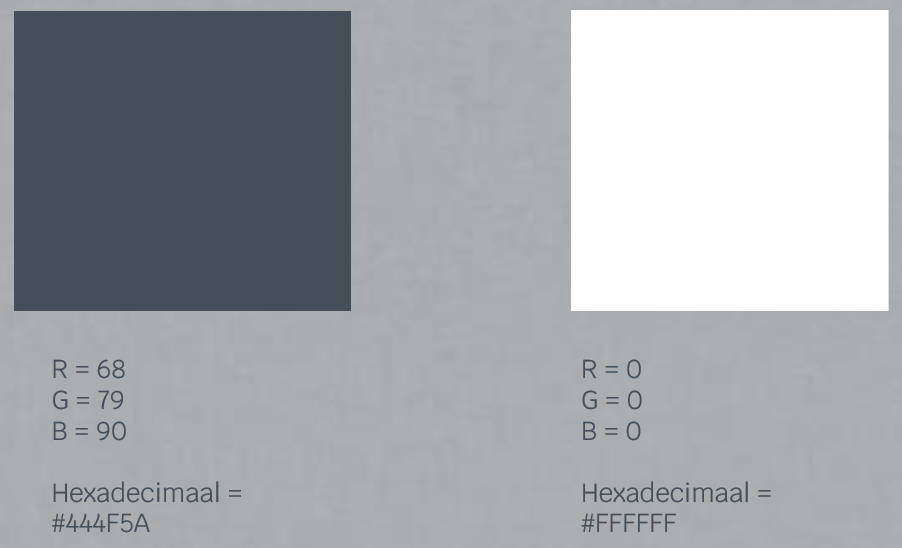 R = 68
G = 79
B = 90
Hexadecimaal =
#444F5A
R = 0
G = 0
B = 0
Hexadecimaal =
#FFFFFF